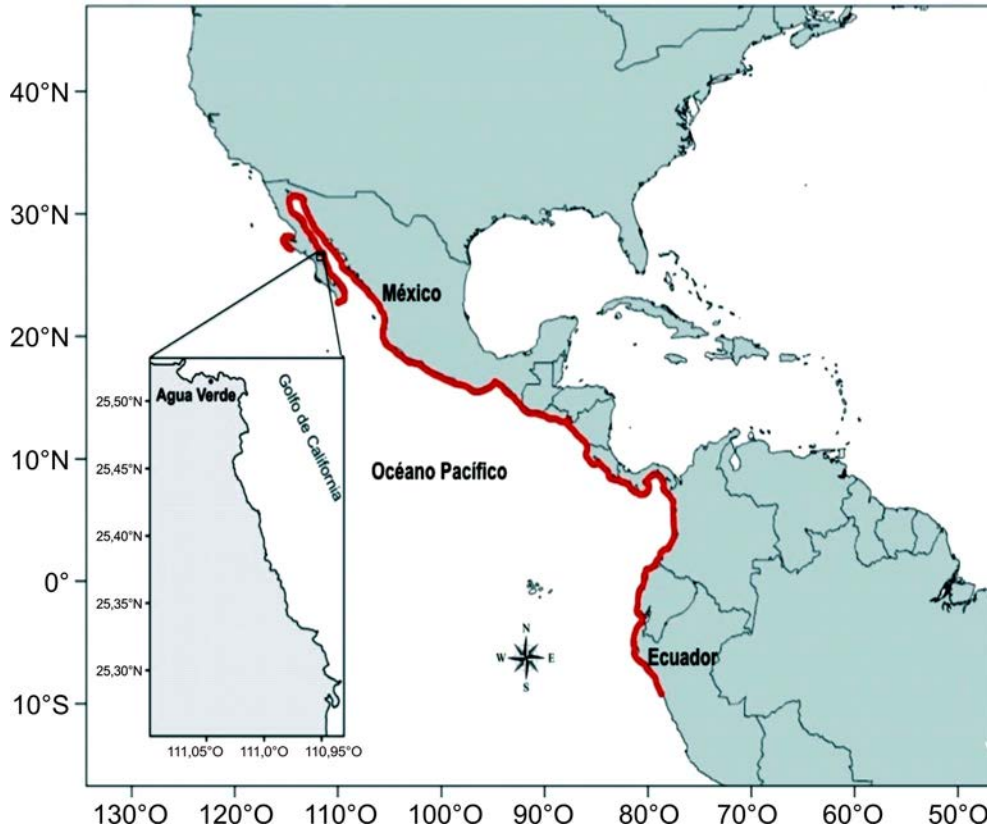 40°N
30°N
20°N
10°N
0°
10°S
México
Océano Pacífico
Ecuador
N
W
E
S
Agua Verde
Golfo de California
25,50°N
25,45°N
25,40°N
25,35°N
25,30°N
111,05°O
111,0°O
110,95°O
130°O
120°O
110°O
100°O
90°O
80°O
70°O
60°O
50°O